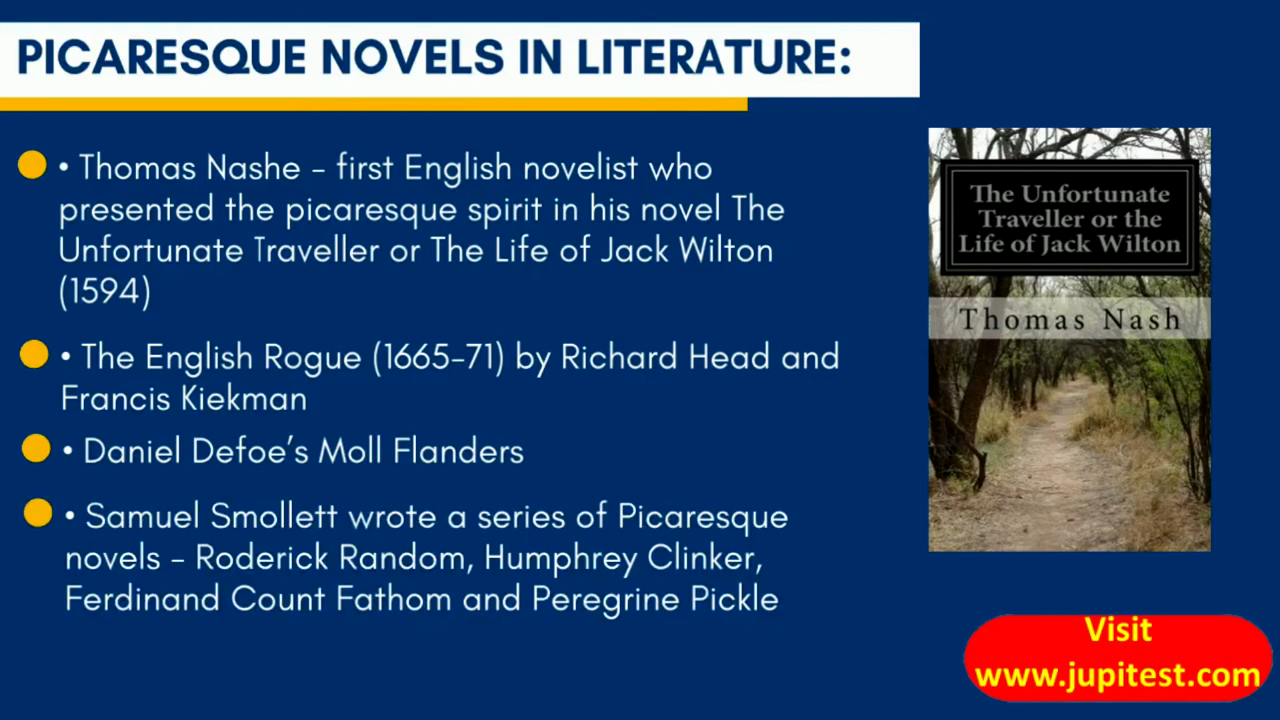 PICARESQUE NOVELS IN LITERATURE:
• Thomas Nashe – first English novelist who
presented the picaresque spirit in his novel The
Unfortunate Traveller or The Life of Jack Wilton
(1594)
• The English Rogue (1665-71) by Richard Head and
Francis Kiekman
• Daniel Defoe's Moll Flanders
• Samuel Smollett wrote a series of Picaresque
novels – Roderick Random, Humphrey Clinker,
Ferdinand Count Fathom and Peregrine Pickle
The Unfortunate
Traveller or the
Life of Jack Wilton
Thomas Nash
Visit
www.jupitest.com